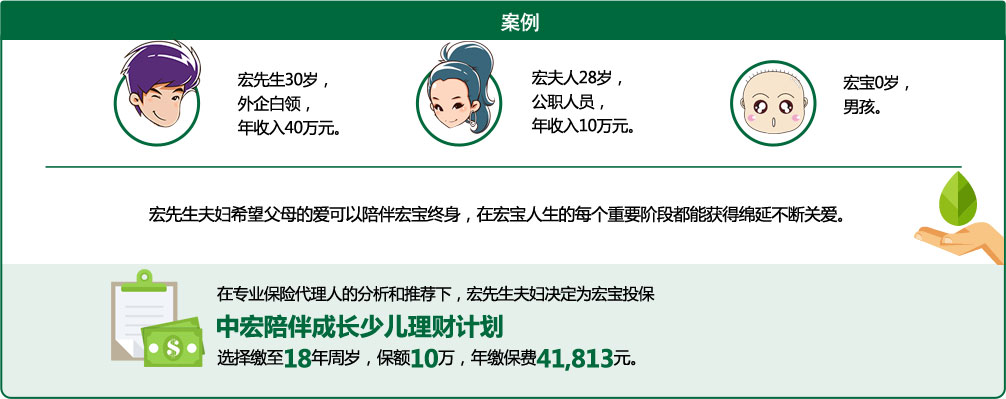 案例
宏先生30岁，
外企白领，
年收入40万元。
宏夫人28岁，
公职人员，
年收入10万元。
宏宝0岁，
男孩。
宏先生夫妇希望父母的爱可以陪伴宏宝终身，在宏宝人生的每个重要阶段都能获得绵延不断关爱。
在专业保险代理人的分析和推荐下，宏先生夫妇决定为宏宝投保
中宏陪伴成长少儿理财计划
选择缴至18年周岁，保额10万，年缴保费41,813元。
$